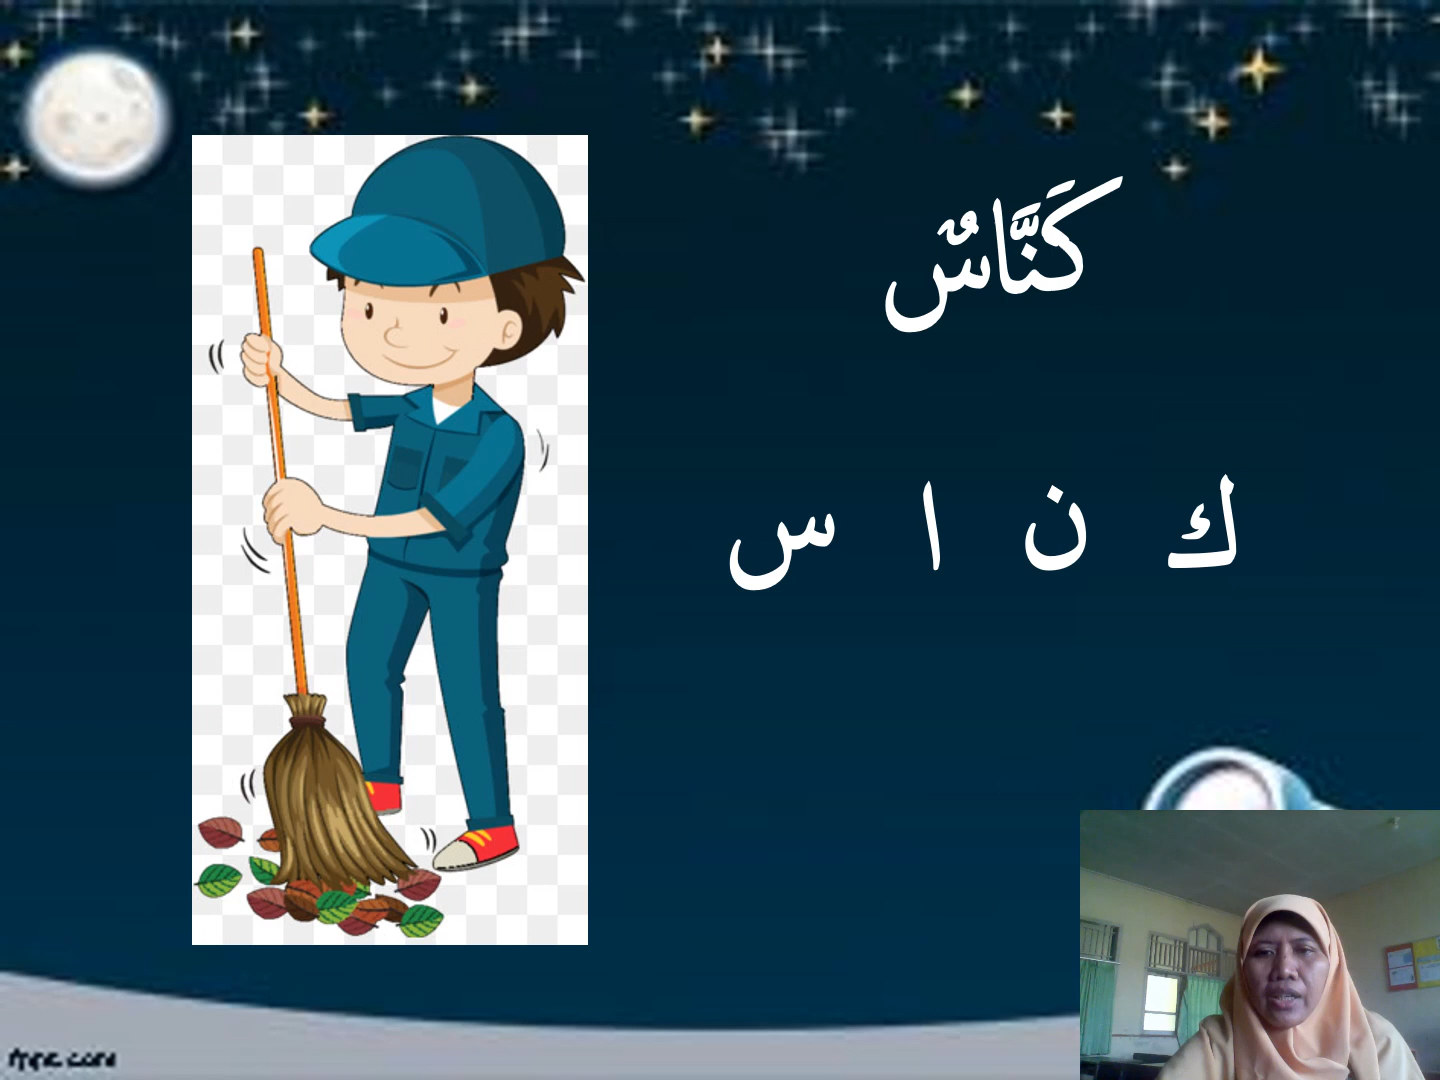 كَنَّاسٌ
ك ن ا س